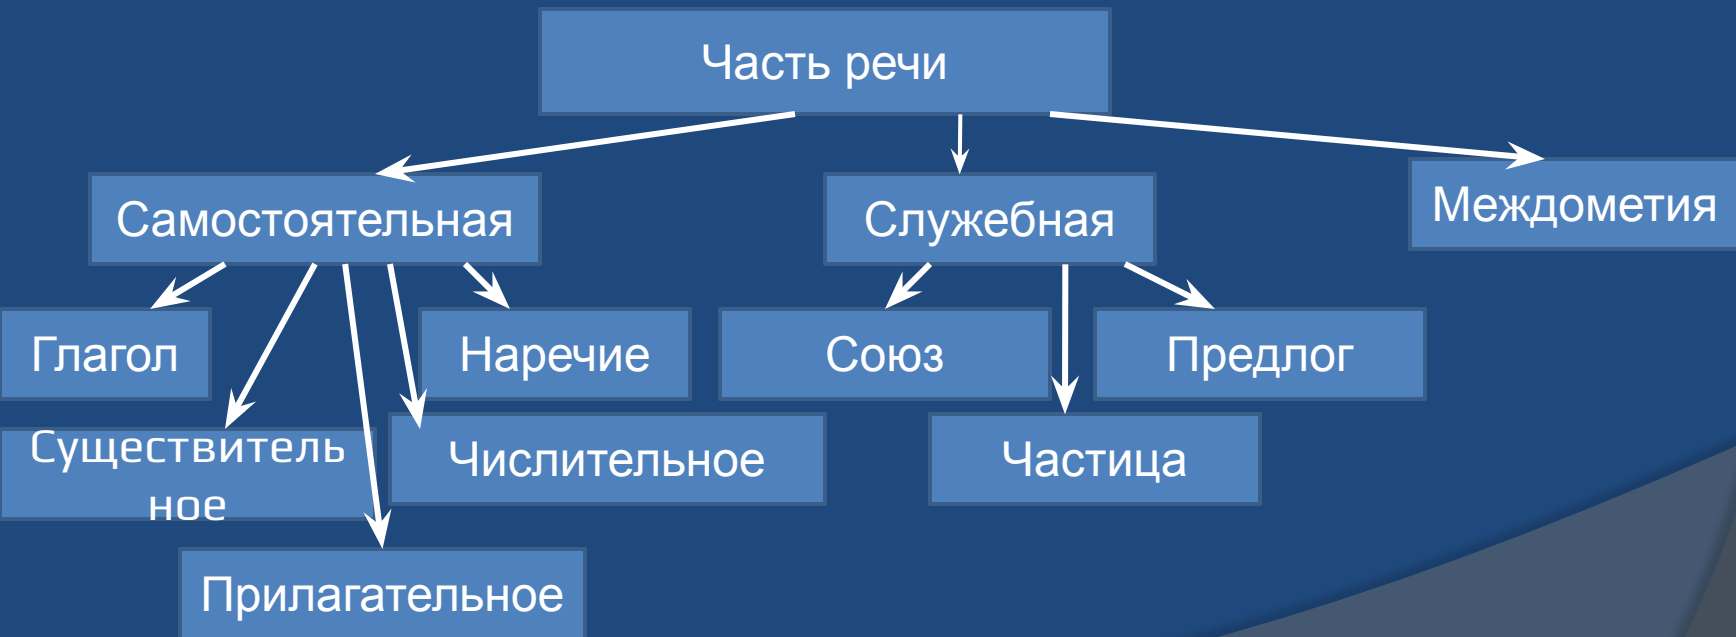 Часть речи
Самостоятельная
Служебная
Междометия
Глагол
Наречие
Союз
Предлог
Существитель
ное
Числительное
Частица
Прилагательное